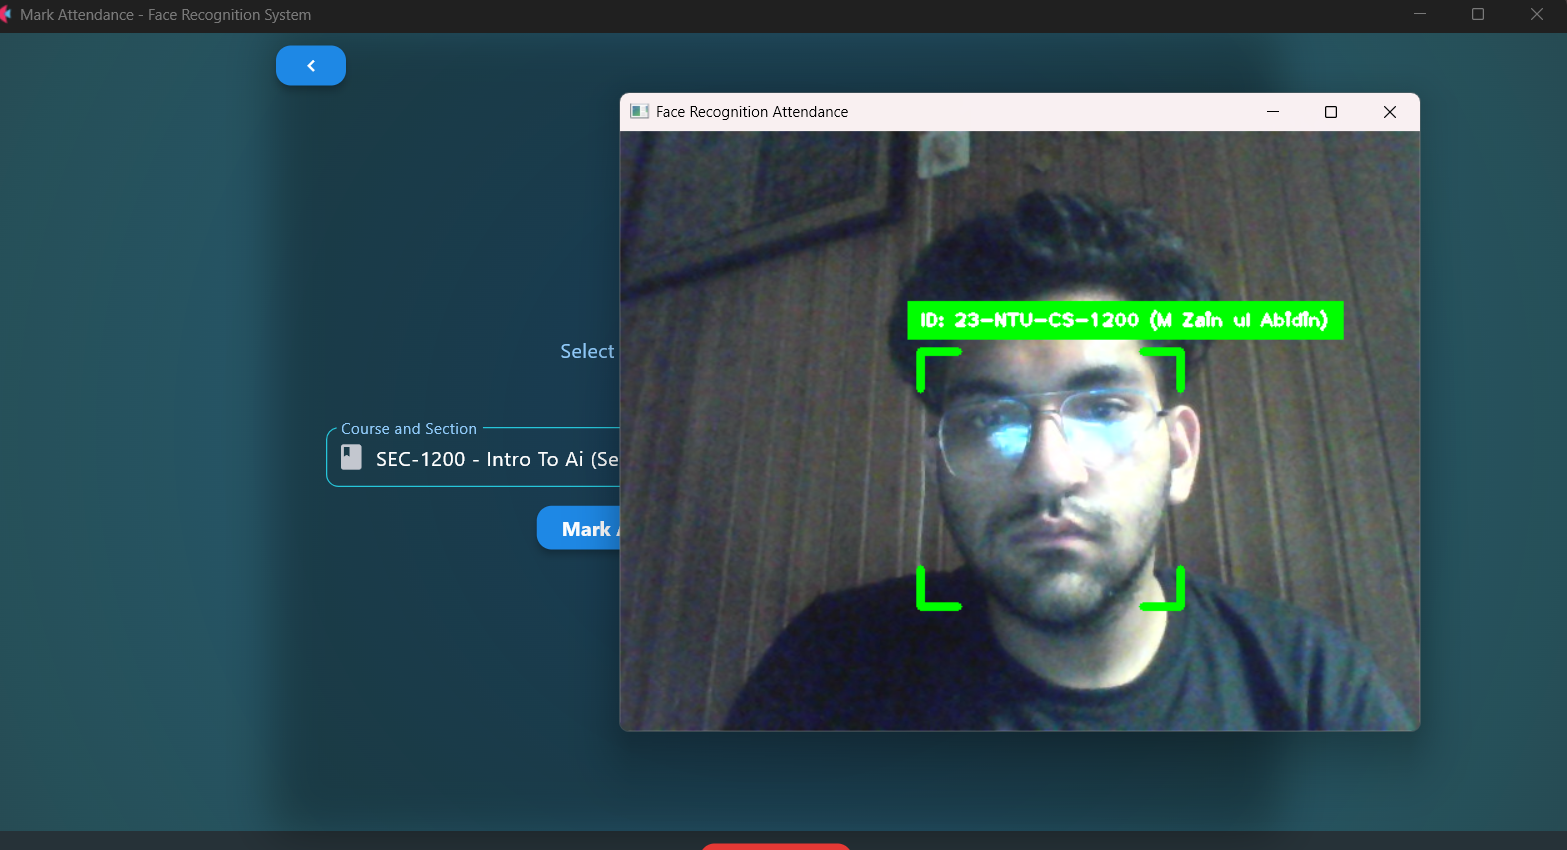 Mark Attendance - Face Recognition System
Face Recognition Attendance
ID: 23-NTU-CS-1200 (M Zain ul Abidin)
Select
Course and Section
SEC-1200 - Intro To Ai (Se
Mark